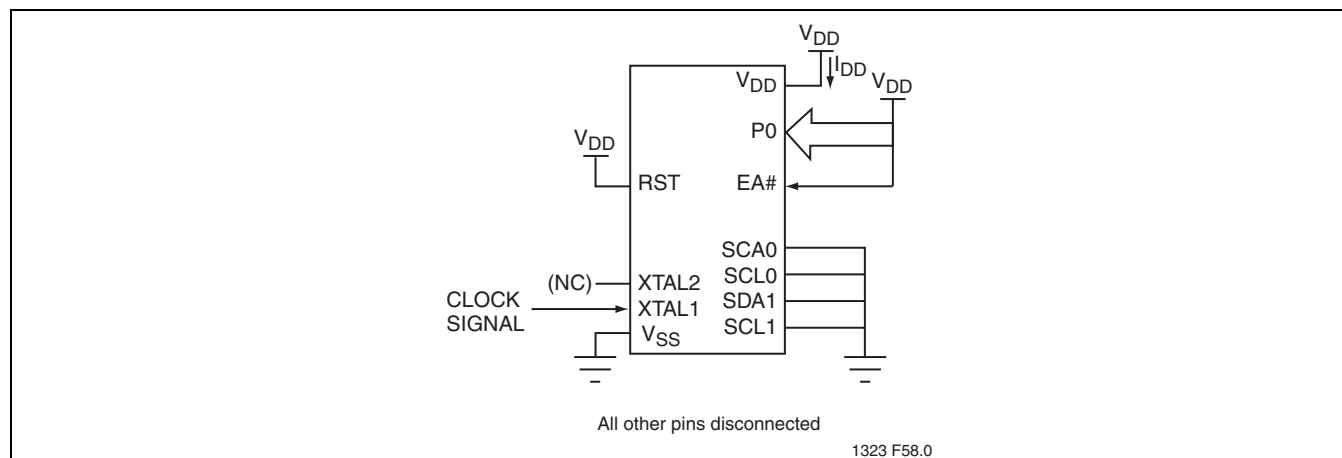 VDD
IDD
VDD
VDD
P0
VDD
RST
EA#
SCA0
SCL0
SDA1
SCL1
(NC)
XTAL2
CLOCK
SIGNAL
XTAL1
VSS
All other pins disconnected
1323 F58.0